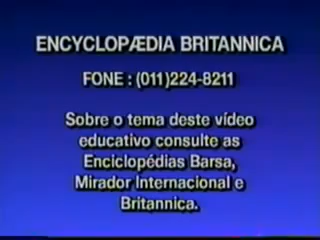 ENCYCLOPÆDIA BRITANNICA
FONE : (011)224-8211
Sobre o tema deste vídeo
educativo consulte as
Enciclopédias Barsa,
Mirador Internacional e
Britannica.